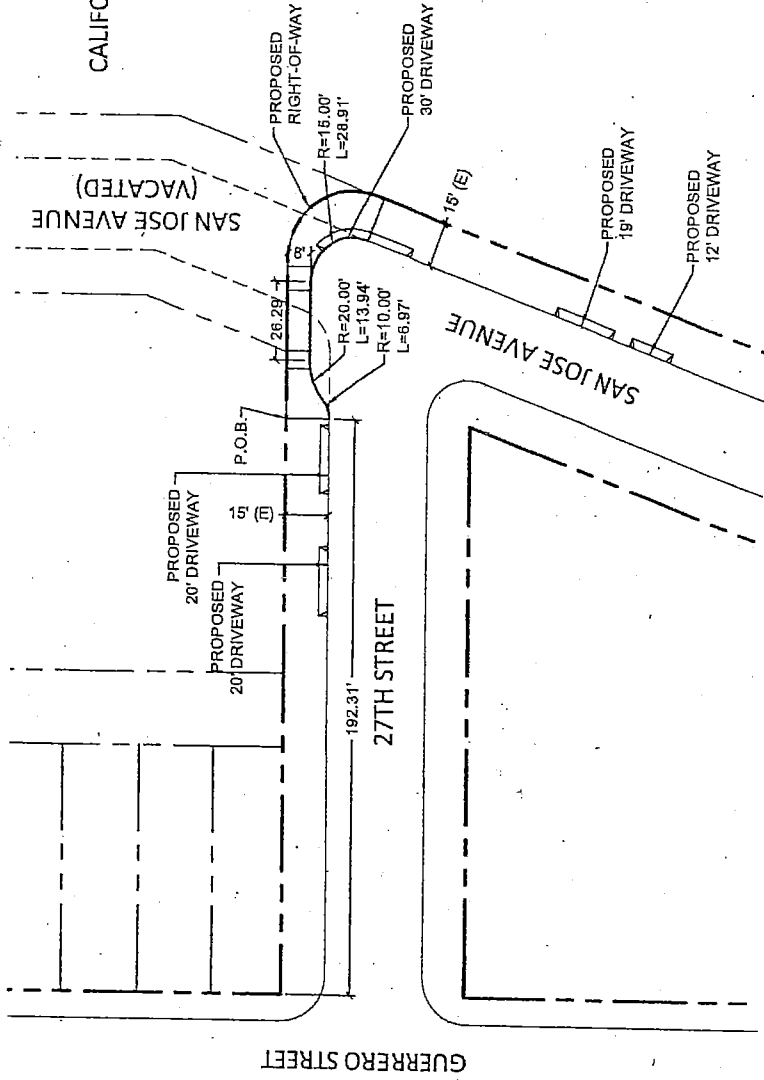 CALIFO
SAN JOSE AVENUE
(VACATED)
PROPOSED
RIGHT-OF-WAY
R=15.00'
L=28.91'
PROPOSED
30' DRIVEWAY
8'
26.29'
R=20.00'
L=13.94'
R=10.00'
L=6.97'
15' (E)
PROPOSED
19' DRIVEWAY
PROPOSED
12' DRIVEWAY
SAN JOSE AVENUE
P.O.B.
PROPOSED
20' DRIVEWAY
15' (E)
PROPOSED
20' DRIVEWAY
192.31'
27TH STREET
GUERRERO STREET